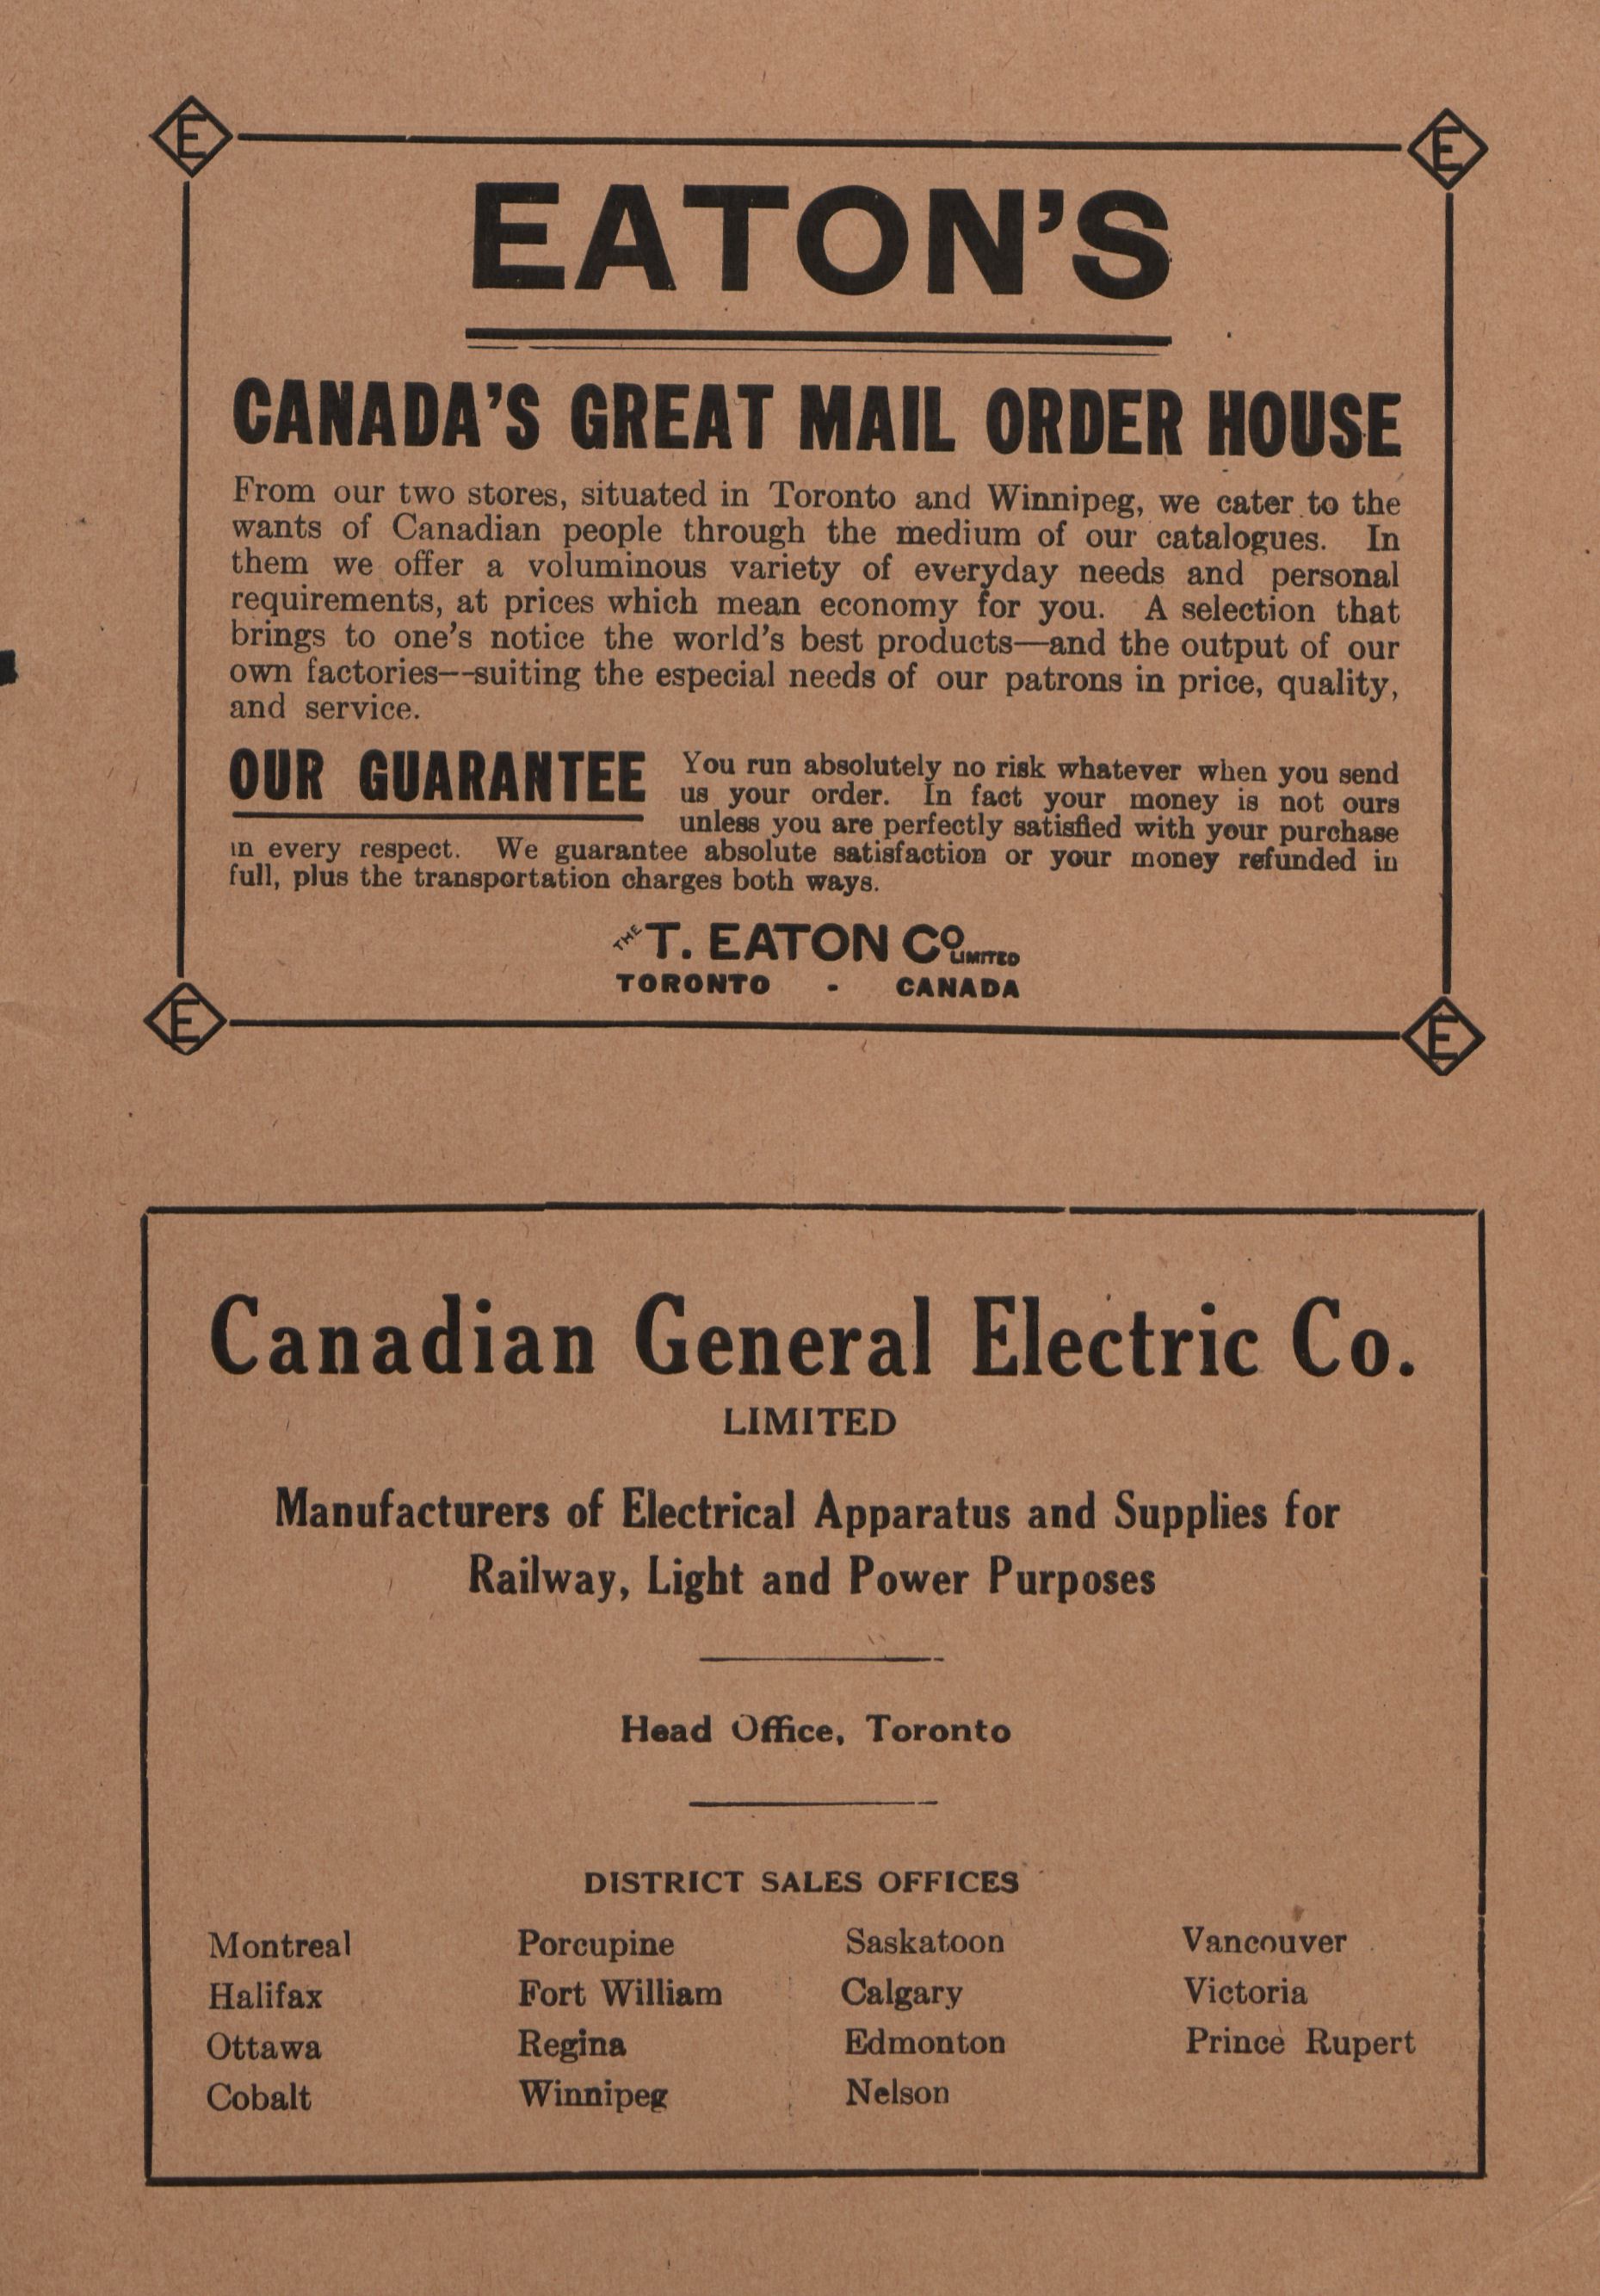 E E
EATON'S
CANADA'S GREAT MAIL ORDER HOUSE
From our two stores, situated in Toronto and Winnipeg, we cater to the
wants of Canadian people through the medium of our catalogues. In
them we offer a voluminous variety of everyday needs and personal
requirements, at prices which mean economy for you. A selection that
brings to one's notice the world's best products—and the output of our
own factories—suiting the especial needs of our patrons in price, quality,
and service.
OUR GUARANTEE You run absolutely no risk whatever when you send
us your order. In fact your money is not ours
unless you are perfectly satisfied with your purchase
in every respect. We guarantee absolute satisfaction or your money refunded in
full, plus the transportation charges both ways.
THE T. EATON CO LIMITED
TORONTO - CANADA
E E
Canadian General Electric Co.
LIMITED
Manufacturers of Electrical Apparatus and Supplies for
Railway, Light and Power Purposes
Head Office, Toronto
DISTRICT SALES OFFICES
Montreal Porcupine Saskatoon Vancouver
Halifax Fort William Calgary Victoria
Ottawa Regina Edmonton Prince Rupert
Cobalt Winnipeg Nelson